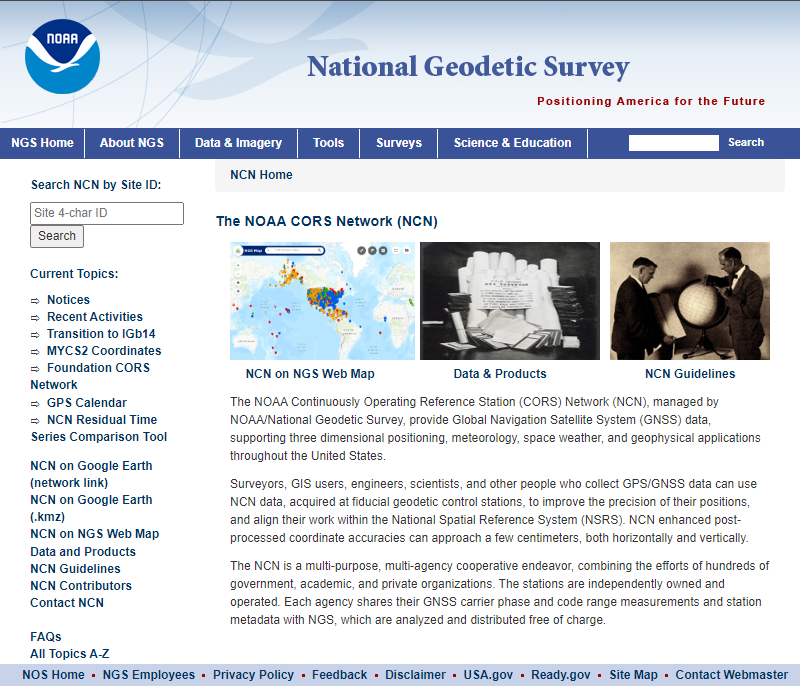 NOAA
National Geodetic Survey
Positioning America for the Future
NGS Home
About NGS
Data & Imagery
Tools
Surveys
Science & Education
Search
Search NCN by Site ID:
Site 4-char ID
Search
Current Topics:
⇨ Notices
⇨ Recent Activities
⇨ Transition to IGb14
⇨ MYCS2 Coordinates
⇨ Foundation CORS
Network
⇨ GPS Calendar
⇨ NCN Residual Time
Series Comparison Tool
NCN on Google Earth
(network link)
NCN on Google Earth
(.kmz)
NCN on NGS Web Map
Data and Products
NCN Guidelines
NCN Contributors
Contact NCN
FAQs
All Topics A-Z
NCN Home
The NOAA CORS Network (NCN)
NGS Map
NCN on NGS Web Map
Data & Products
NCN Guidelines
The NOAA Continuously Operating Reference Station (CORS) Network (NCN), managed by
NOAA/National Geodetic Survey, provide Global Navigation Satellite System (GNSS) data,
supporting three dimensional positioning, meteorology, space weather, and geophysical applications
throughout the United States.
Surveyors, GIS users, engineers, scientists, and other people who collect GPS/GNSS data can use
NCN data, acquired at fiducial geodetic control stations, to improve the precision of their positions,
and align their work within the National Spatial Reference System (NSRS). NCN enhanced post-
processed coordinate accuracies can approach a few centimeters, both horizontally and vertically.
The NCN is a multi-purpose, multi-agency cooperative endeavor, combining the efforts of hundreds of
government, academic, and private organizations. The stations are independently owned and
operated. Each agency shares their GNSS carrier phase and code range measurements and station
metadata with NGS, which are analyzed and distributed free of charge.
NOS Home ▪ NGS Employees ▪ Privacy Policy ▪ Feedback ▪ Disclaimer ▪ USA.gov ▪ Ready.gov ▪ Site Map ▪ Contact Webmaster